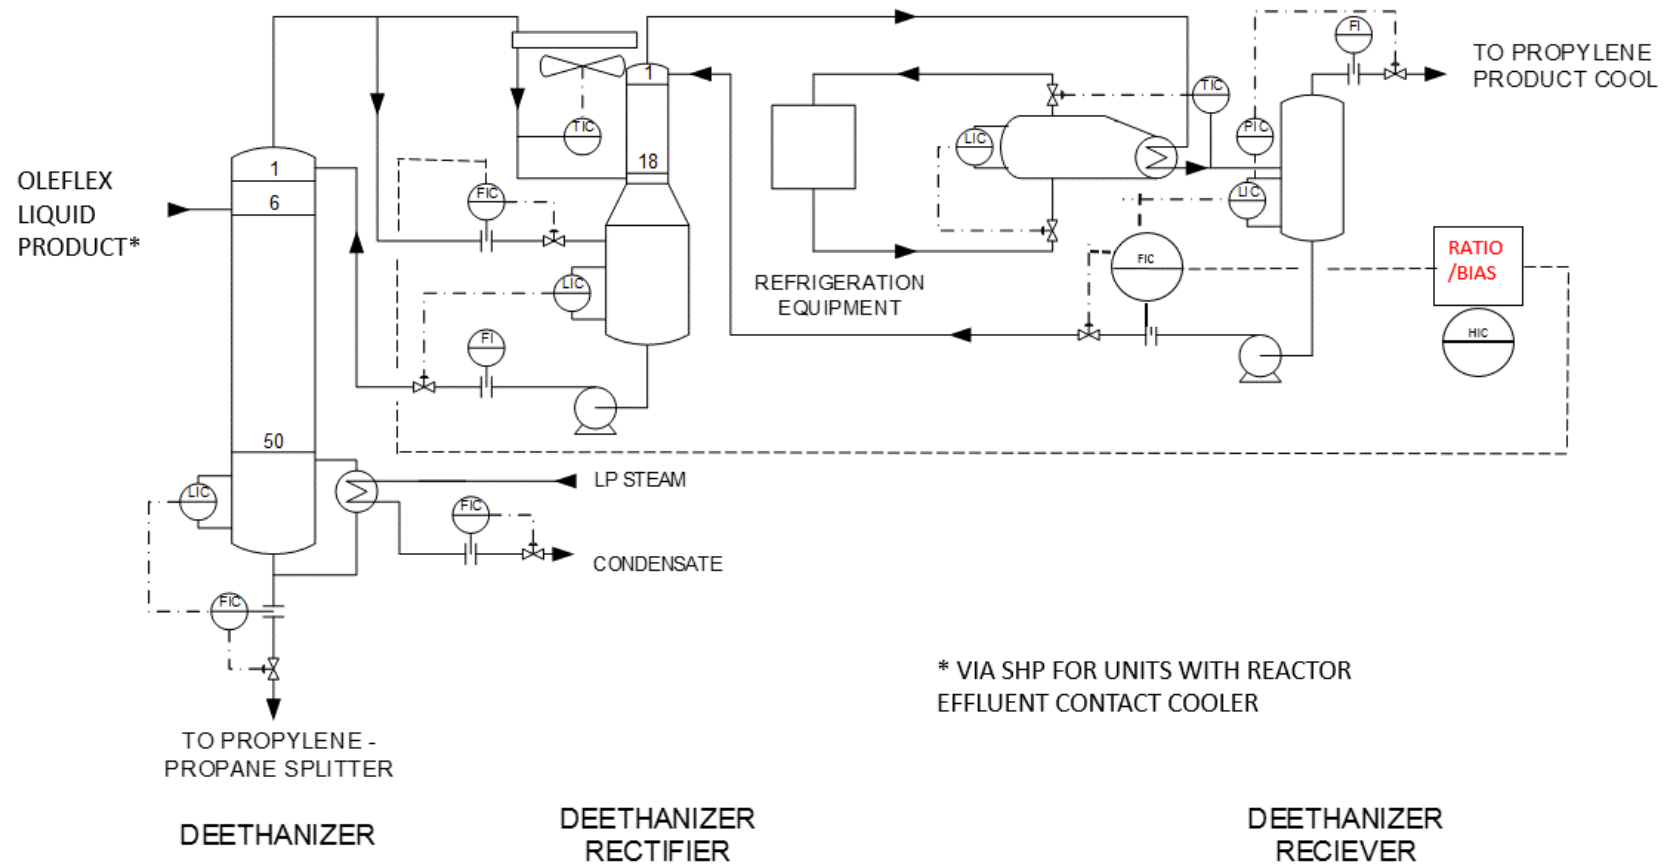 FI
TO PROPYLENE
PRODUCT COOL
1
TIC
TIC
LIC
PIC
18
1
6
OLEFLEX
LIQUID
PRODUCT*
FIC
LIC
FIC
RATIO
/BIAS
REFRIGERATION
EQUIPMENT
LIC
FI
HIC
50
LIC
LP STEAM
FIC
CONDENSATE
FIC
* VIA SHP FOR UNITS WITH REACTOR
EFFLUENT CONTACT COOLER
TO PROPYLENE -
PROPANE SPLITTER
DEETHANIZER
DEETHANIZER
RECTIFIER
DEETHANIZER
RECIEVER